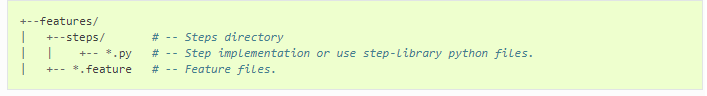 +--features/
|   +--steps/       # -- Steps directory
|   |    +-- *.py   # -- Step implementation or use step-library python files.
|   +-- *.feature   # -- Feature files.